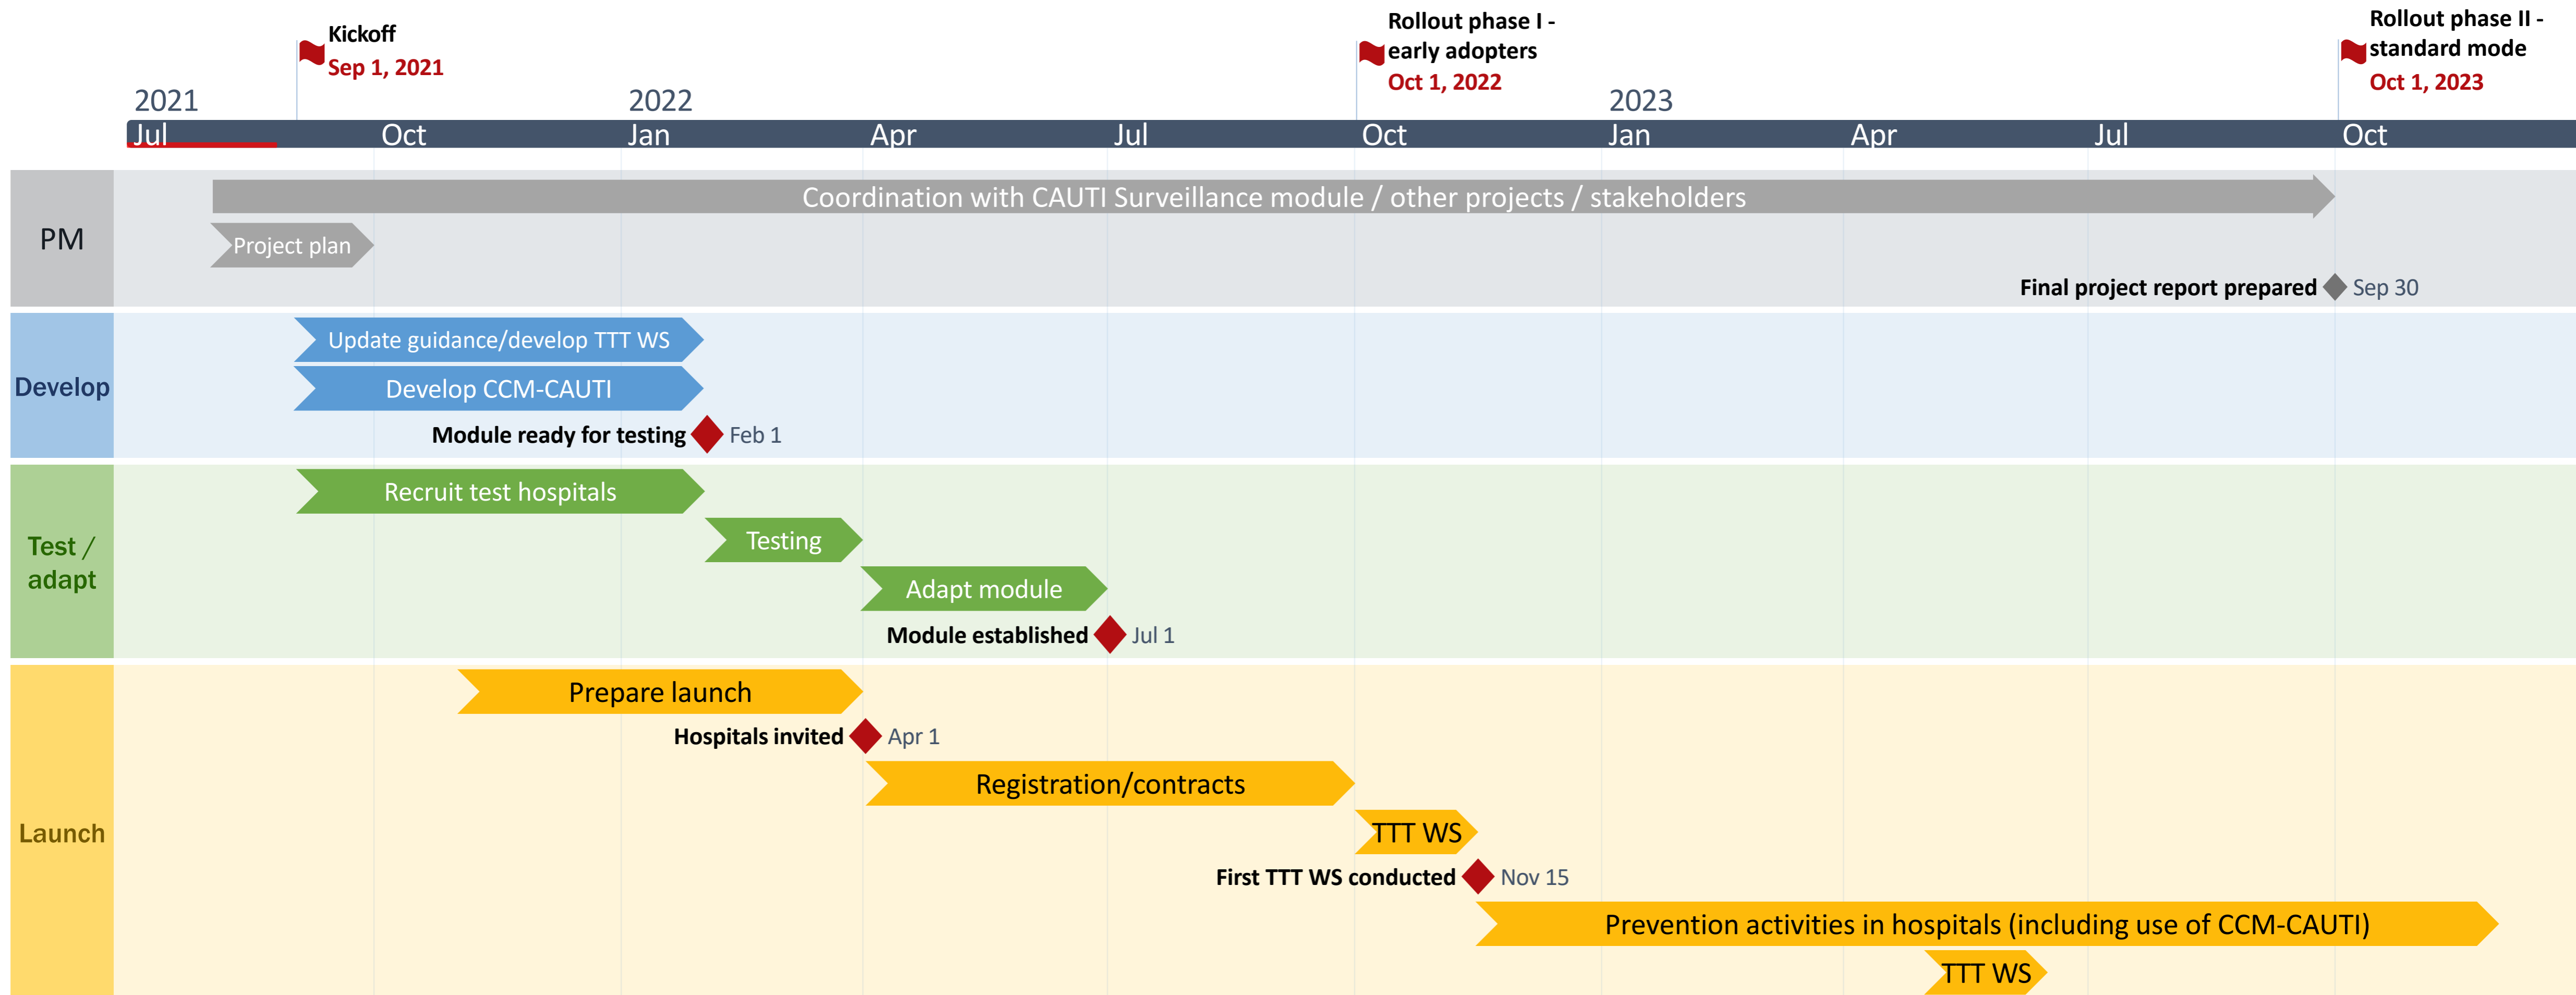 Kickoff
Sep 1, 2021
Rollout phase I -
early adopters
Oct 1, 2022
Rollout phase II -
standard mode
Oct 1, 2023
2021 2022 2023
Jul Oct Jan Apr Jul Oct Jan Apr Jul Oct
PM
Coordination with CAUTI Surveillance module / other projects / stakeholders
Project plan
Final project report prepared Sep 30
Develop
Update guidance/develop TTT WS
Develop CCM-CAUTI
Module ready for testing Feb 1
Test /
adapt
Recruit test hospitals
Testing
Adapt module
Module established Jul 1
Launch
Prepare launch
Hospitals invited Apr 1
Registration/contracts
TTT WS
First TTT WS conducted Nov 15
Prevention activities in hospitals (including use of CCM-CAUTI)
TTT WS